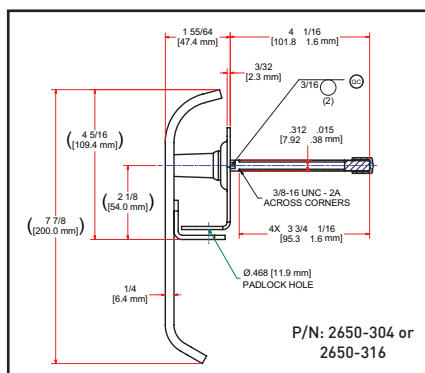 1 55/64
[47.4 mm]
4 1/16
[101.8 1.6 mm]
3/32
[2.3 mm]
3/16
QC
(2)
( 4 5/16
[109.4 mm] )
.312 .015
[7.92 .38 mm]
( 2 1/8
[54.0 mm] )
3/8-16 UNC - 2A
ACROSS CORNERS
( 7 7/8
[200.0 mm] )
4X 3 3/4 1/16
[95.3 1.6 mm]
Ø.468 [11.9 mm]
PADLOCK HOLE
1/4
[6.4 mm]
P/N: 2650-304 or
2650-316